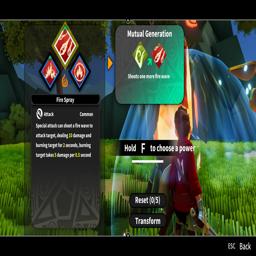 Mutual Generation
Shoots one more fire wave
Fire Spray
Attack
Common
Special attack can shoot a fire wave to
attack target, dealing 10 damage and
burning target for 2 seconds, burning
target takes 5 damage per 0.5 second
Hold F to choose a power
Reset (0/5)
Transform
ESC Back